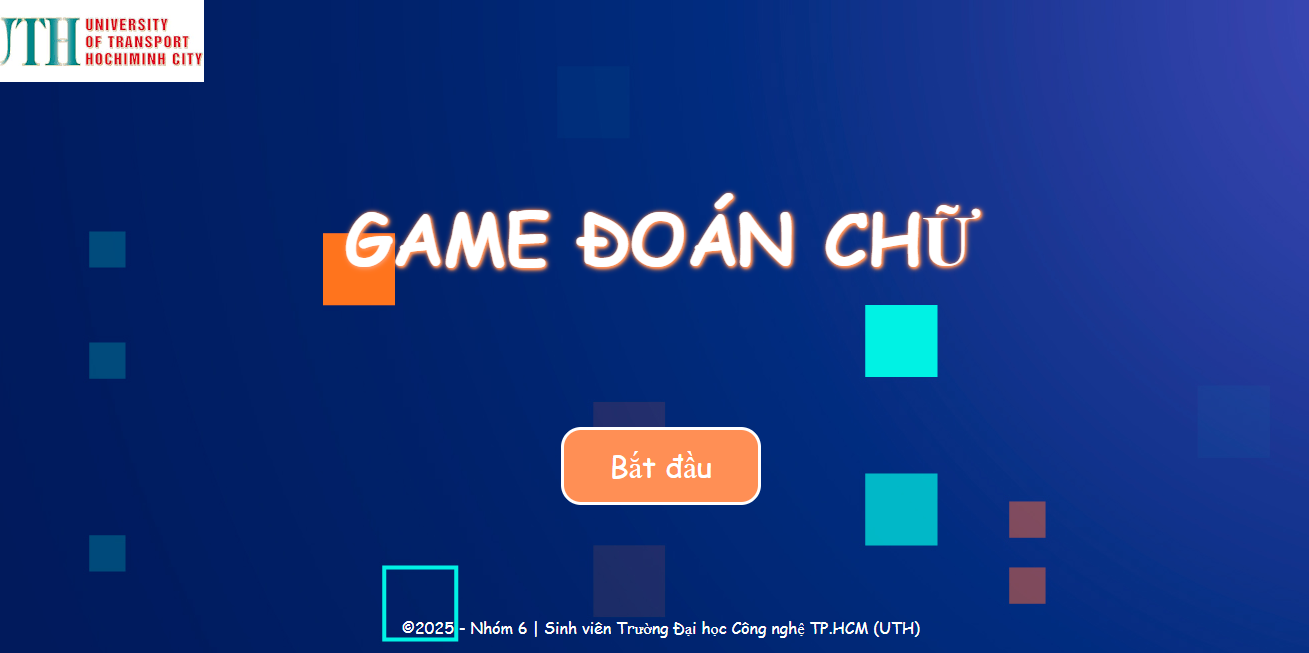 UTH UNIVERSITY
OF TRANSPORT
HOCHIMINH CITY
GAME ĐOÁN CHỮ
Bắt đầu
©2025 - Nhóm 6 | Sinh viên Trường Đại học Công nghệ TP.HCM (UTH)